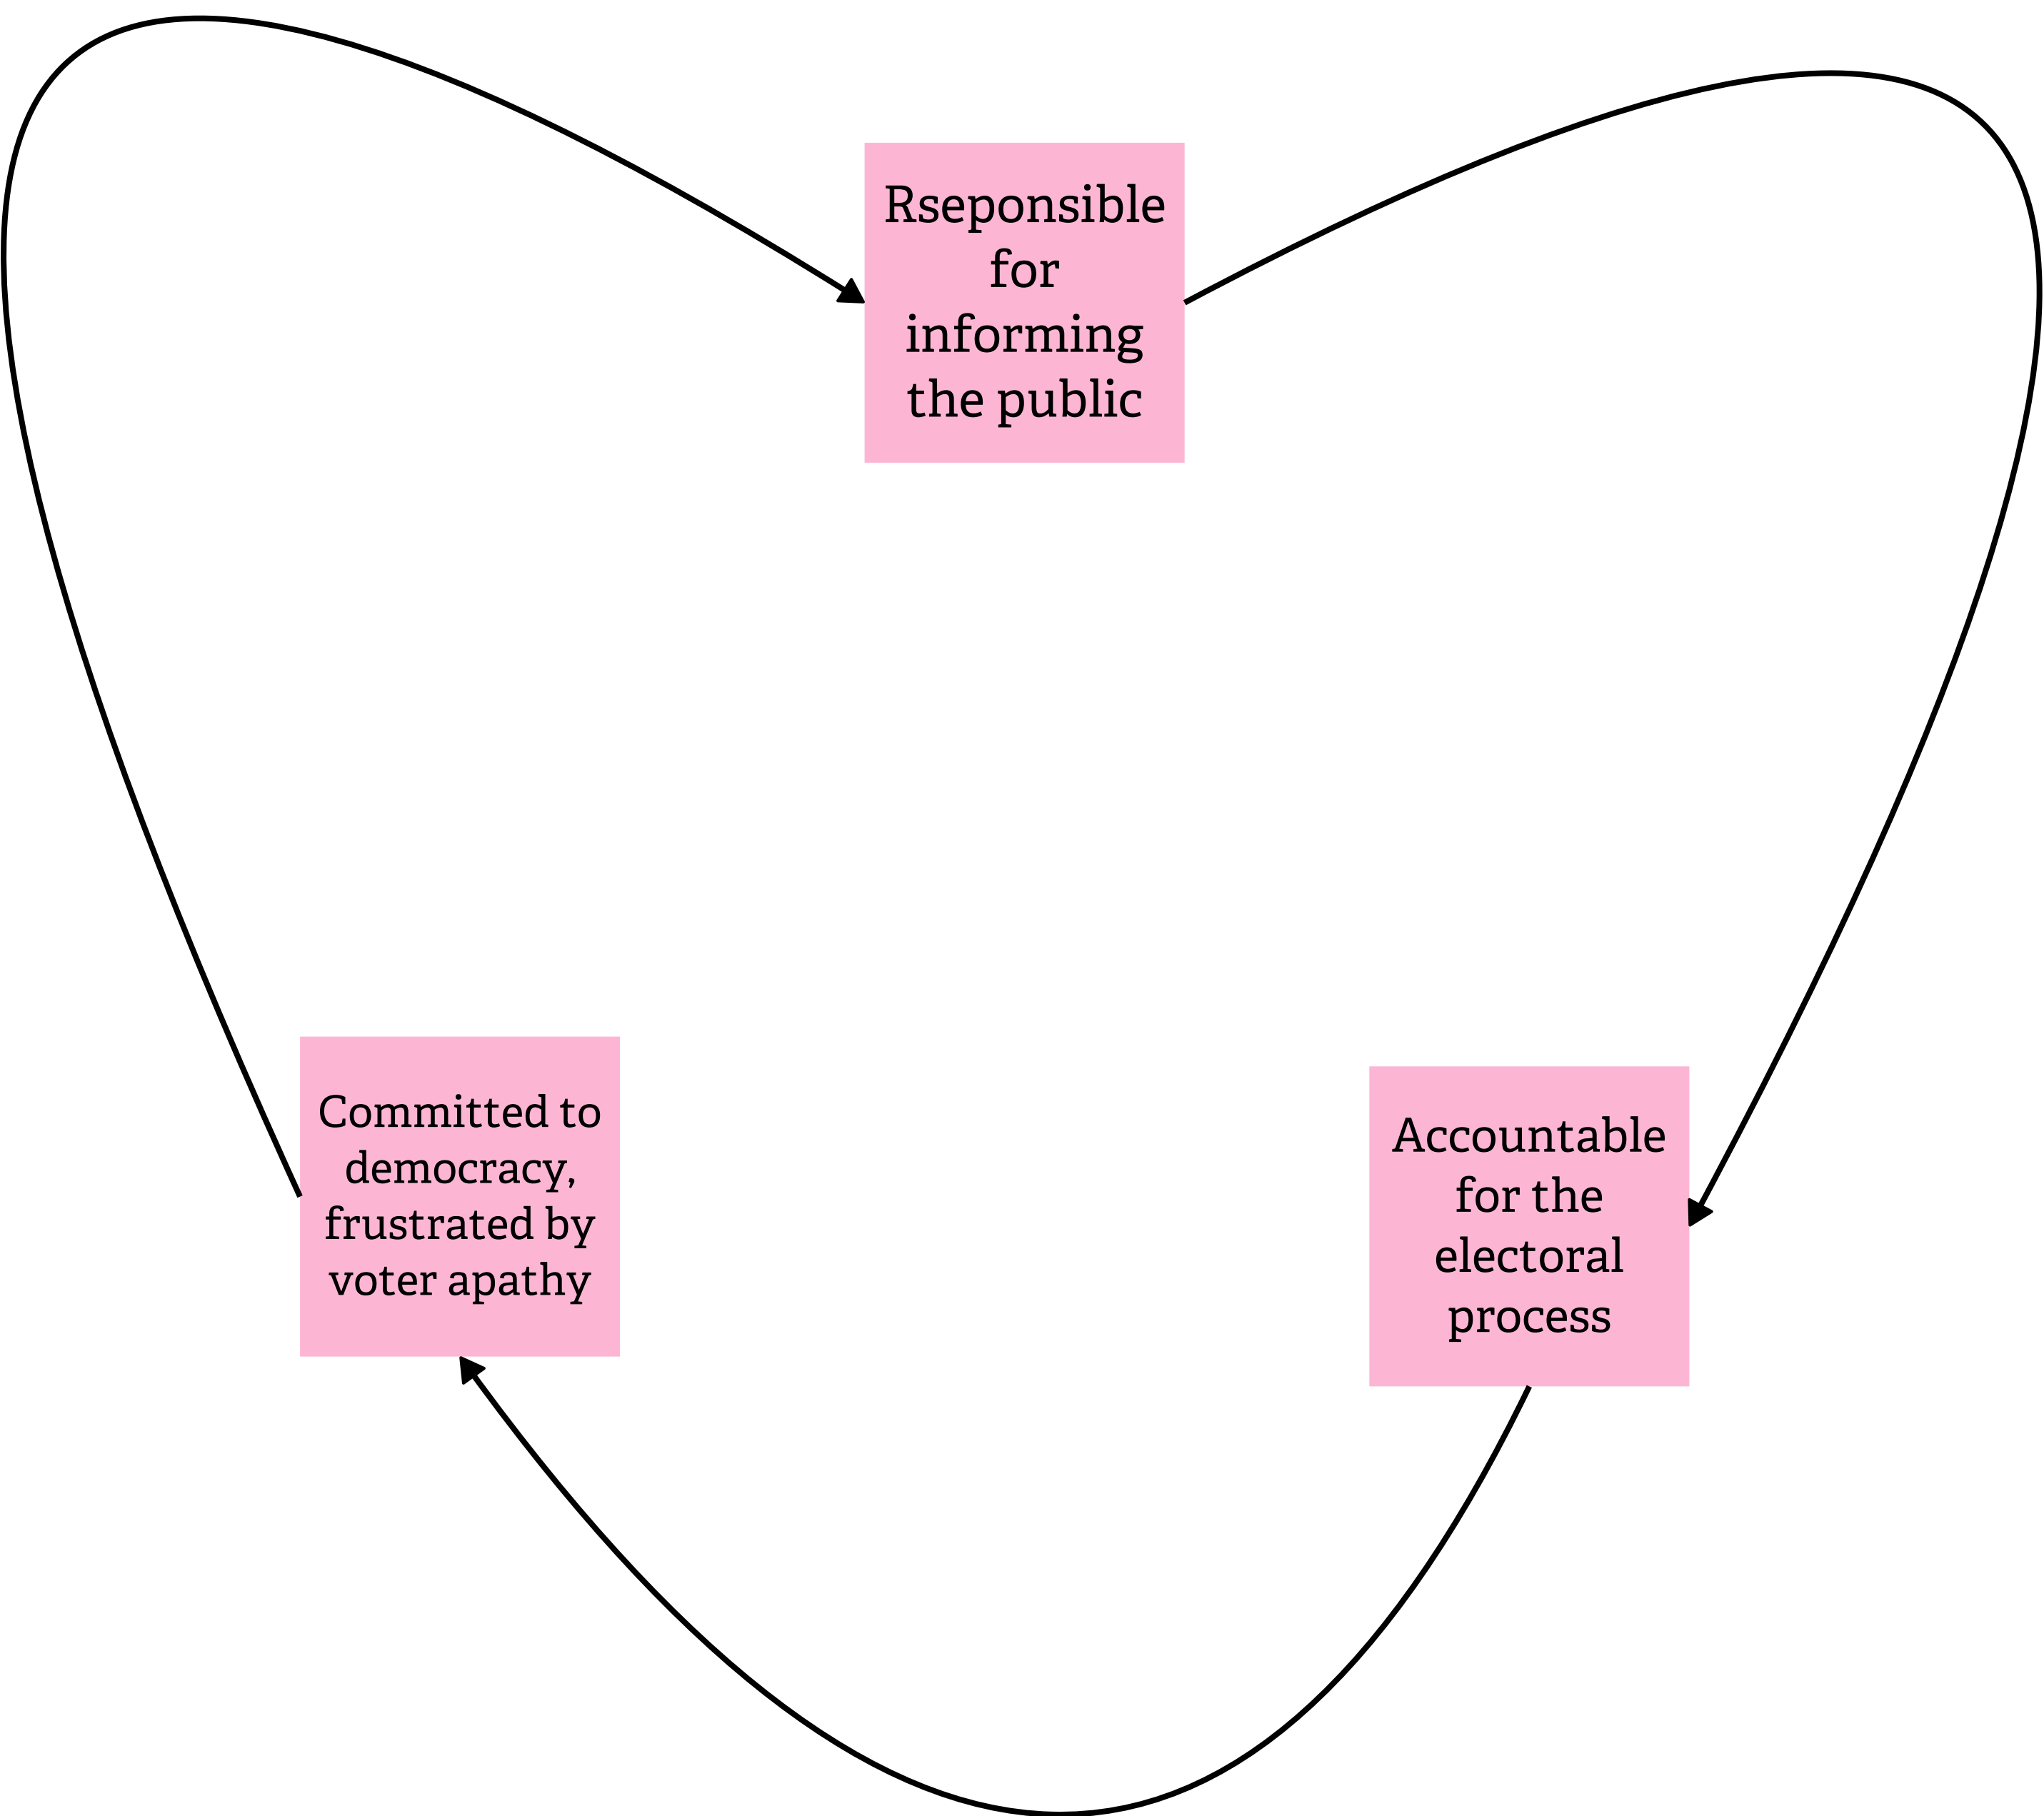 Rseponsible
for
informing
the public
Committed to
democracy,
frustrated by
voter apathy
Accountable
for the
electoral
process